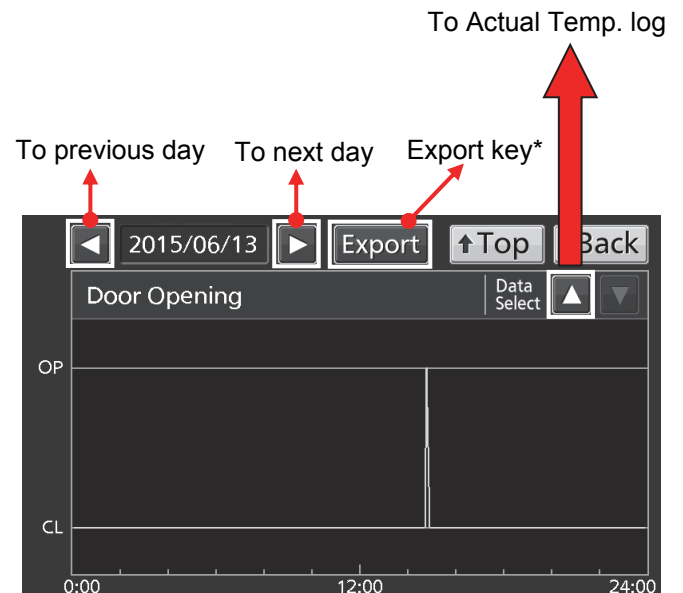 To Actual Temp. log
To previous day
To next day
Export key*
2015/06/13
Export
Top
Back
Door Opening
Data
Select
OP
CL
0:00
12:00
24:00